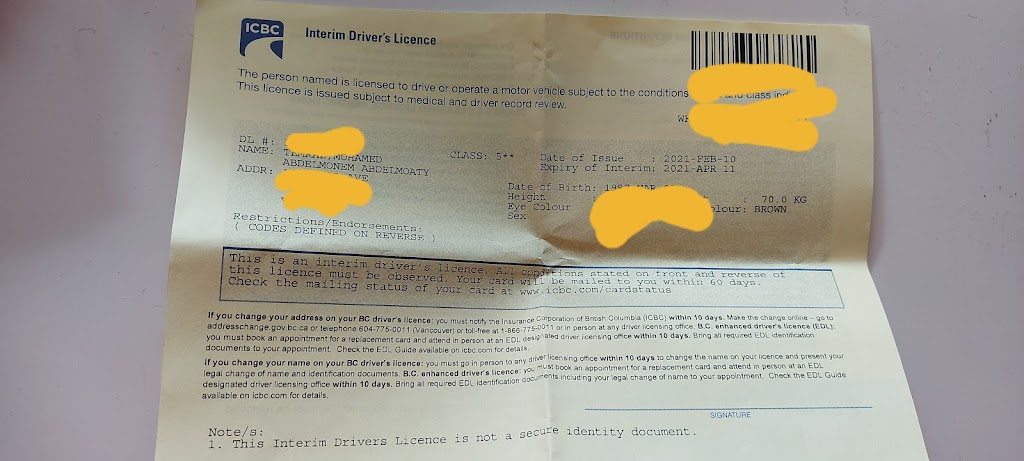 ICBC
Interim Driver's Licence
The person named is licensed to drive or operate a motor vehicle subject to the conditions and class
This licence is issued subject to medical and driver record review.
DL #:
NAME: MOHAMED
ABDELMONEM ABDELMOATY
CLASS: 5**
Date of Issue : 2021-FEB-10
Expiry of Interim: 2021-APR-11
ADDR: AVE
Date of Birth:
Height : : 70.0 KG
Eye Colour : BROWN
Sex
Restrictions/Endorsements:
( CODES DEFINED ON REVERSE )
This is an interim driver's licence. All conditions stated on front and reverse of
this licence must be observed. Your card will be mailed to you within 60 days.
Check the mailing status of your card at www.icbc.com/cardstatus
If you change your address on your BC driver's licence: you must notify the Insurance Corporation of British Columbia (ICBC) within 10 days. Make the change online – go to
addresschange.gov.bc.ca or telephone 604-775-0011 (Vancouver) or toll-free at 1-866-775-0011 or in person at any driver licensing office. B.C. enhanced driver's licence (EDL):
you must book an appointment for a replacement card and attend in person at an EDL designated driver licensing office within 10 days. Bring all required EDL identification
documents to your appointment. Check the EDL Guide available on icbc.com for details.
If you change your name on your BC driver's licence: you must go in person to any driver licensing office within 10 days to change the name on your licence and present your
legal change of name and identification documents. B.C. enhanced driver's licence: you must book an appointment for a replacement card and attend in person at an EDL
designated driver licensing office within 10 days. Bring all required EDL identification documents including your legal change of name to your appointment. Check the EDL Guide
available on icbc.com for details.
SIGNATURE
Note/s:
1. This Interim Drivers Licence is not a secure identity document.